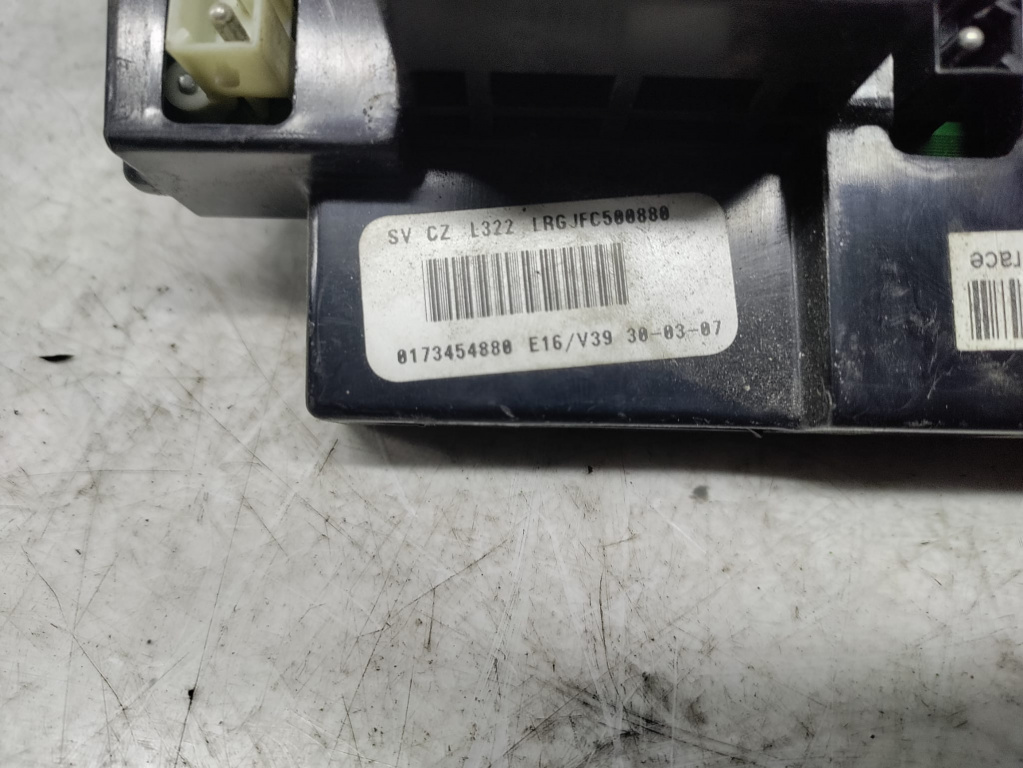 SV CZ L322 LRGJFC500880
0173454880 E16/V39 30-03-07
race